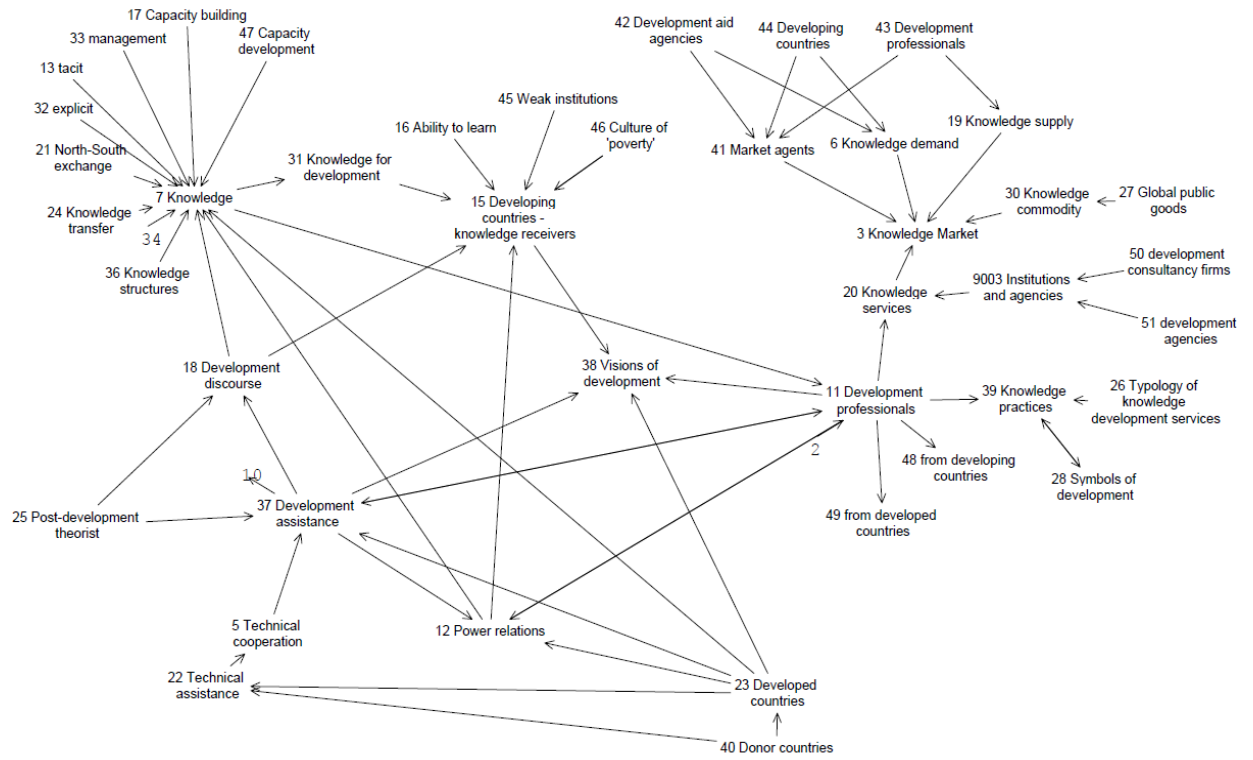 17 Capacity building
33 management
47 Capacity
development
13 tacit
32 explicit
21 North-South
exchange
7 Knowledge
24 Knowledge
transfer
34
36 Knowledge
structures
31 Knowledge for
development
45 Weak institutions
16 Ability to learn
46 Culture of
'poverty'
15 Developing
countries -
knowledge receivers
42 Development aid
agencies
44 Developing
countries
43 Development
professionals
19 Knowledge supply
41 Market agents
6 Knowledge demand
30 Knowledge
commodity
27 Global public
goods
3 Knowledge Market
50 development
consultancy firms
9003 Institutions
and agencies
20 Knowledge
services
51 development
agencies
18 Development
discourse
38 Visions of
development
11 Development
professionals
39 Knowledge
practices
26 Typology of
knowledge
development services
2
48 from developing
countries
28 Symbols of
development
49 from developed
countries
10
37 Development
assistance
25 Post-development
theorist
5 Technical
cooperation
12 Power relations
22 Technical
assistance
23 Developed
countries
40 Donor countries